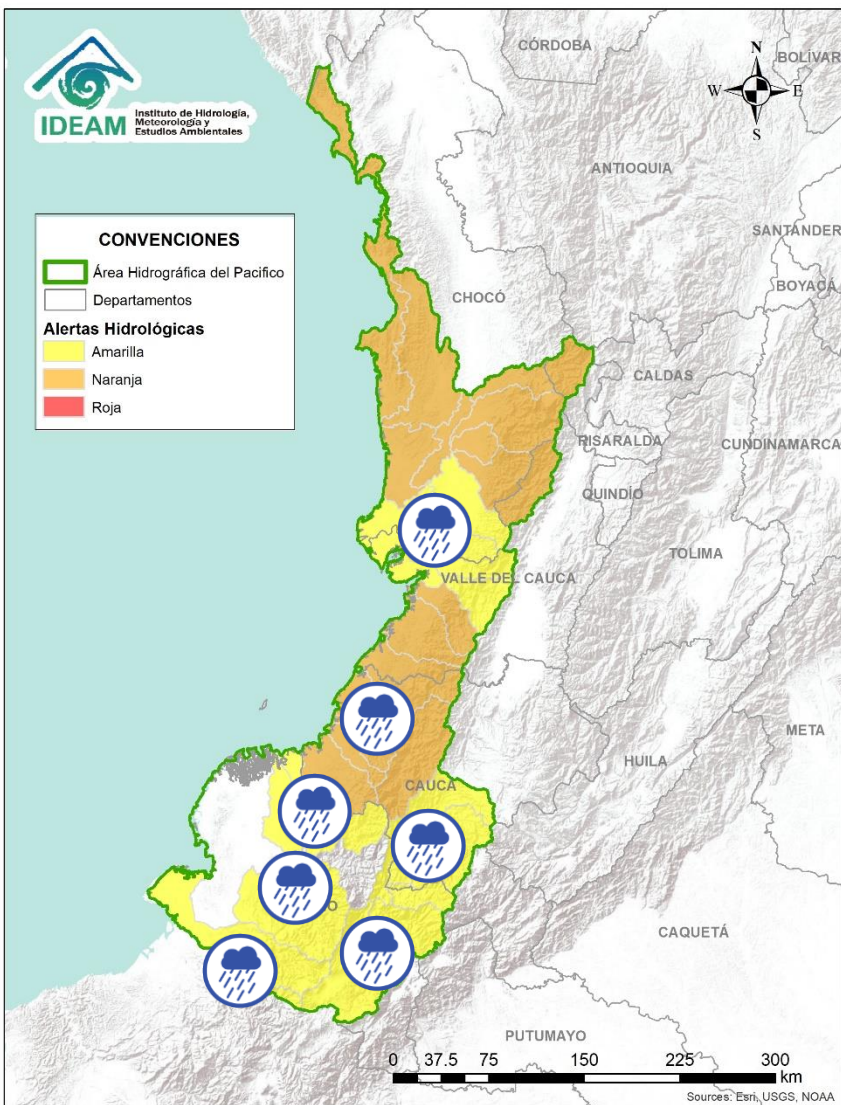 IDEAM
Instituto de Hidrología,
Meteorología y
Estudios Ambientales
CÓRDOBA
BOLÍVAR
N
W
E
S
ANTIOQUIA
SANTANDER
BOYACÁ
CONVENCIONES
Área Hidrográfica del Pacifico
Departamentos
Alertas Hidrológicas
Amarilla
Naranja
Roja
CHOCÓ
CALDAS
RISARALDA
CUNDINAMARCA
QUINDÍO
TOLIMA
VALLE DEL CAUCA
META
HUILA
CAUCA
O
CAQUETÁ
PUTUMAYO
0 37.5 75 150 225 300
km
Sources: Esri, USGS, NOAA